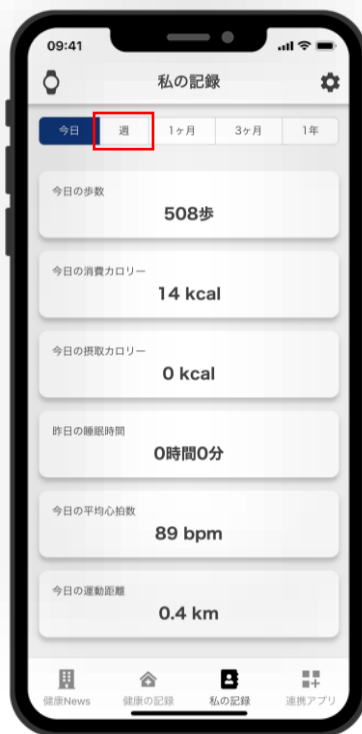 09:41
私の記録
今日 週 1ヶ月 3ヶ月 1年
今日の歩数
508歩
今日の消費カロリー
14 kcal
今日の摂取カロリー
0 kcal
昨日の睡眠時間
0時間0分
今日の平均心拍数
89 bpm
今日の運動距離
0.4 km
健康News 健康の記録 私の記録 連携アプリ